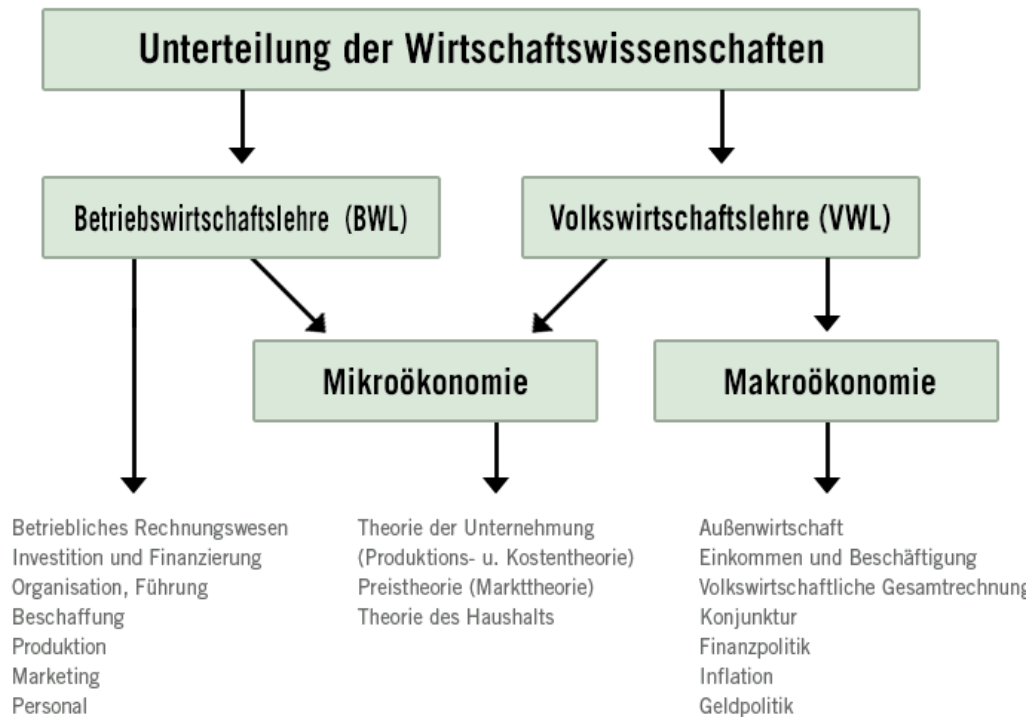 Unterteilung der Wirtschaftswissenschaften
Betriebswirtschaftslehre (BWL)
Volkswirtschaftslehre (VWL)
Mikroökonomie
Makroökonomie
Betriebliches Rechnungswesen
Investition und Finanzierung
Organisation, Führung
Beschaffung
Produktion
Marketing
Personal
Theorie der Unternehmung
(Produktions- u. Kostentheorie)
Preistheorie (Markttheorie)
Theorie des Haushalts
Außenwirtschaft
Einkommen und Beschäftigung
Volkswirtschaftliche Gesamtrechnung
Konjunktur
Finanzpolitik
Inflation
Geldpolitik